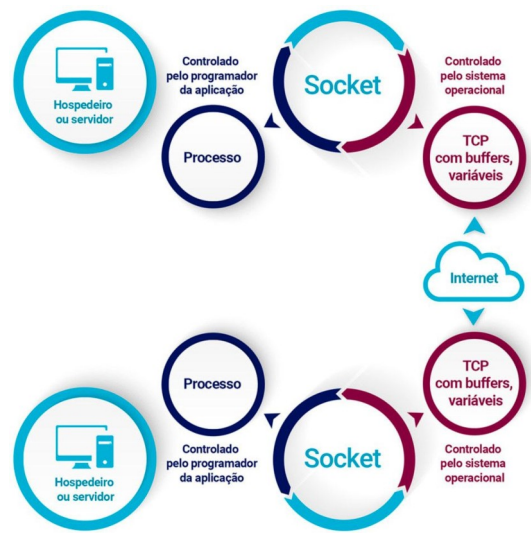 Controlado
pelo programador
da aplicação
Socket
Controlado
pelo sistema
operacional
Hospedeiro
ou servidor
Processo
TCP
com buffers,
variáveis
Internet
Processo
TCP
com buffers,
variáveis
Hospedeiro
ou servidor
Controlado
pelo programador
da aplicação
Socket
Controlado
pelo sistema
operacional